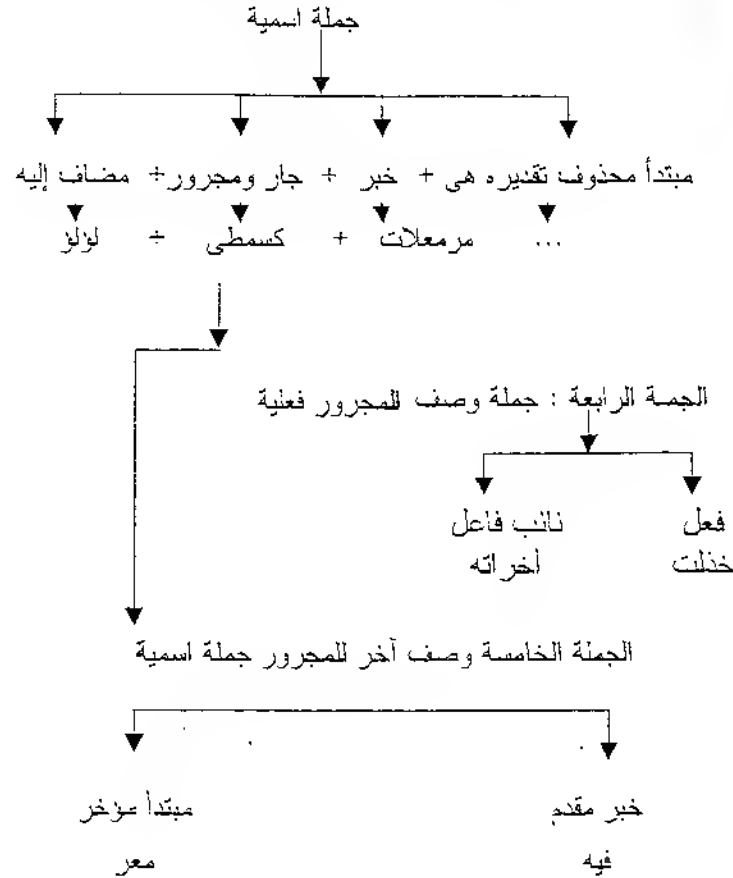 جملة اسمية
مبتدأ محذوف تقديره هى + خبر + جار ومجرور + مضاف إليه
... مرمعلات + كسمطى + لؤلؤ
الجمة الرابعة : جملة وصف للمجرور فعلية
فعل نائب فاعل
خذلت أخراته
الجملة الخامسة وصف آخر للمجرور جملة اسمية
خبر مقدم مبتدأ مؤخر
فيه معر